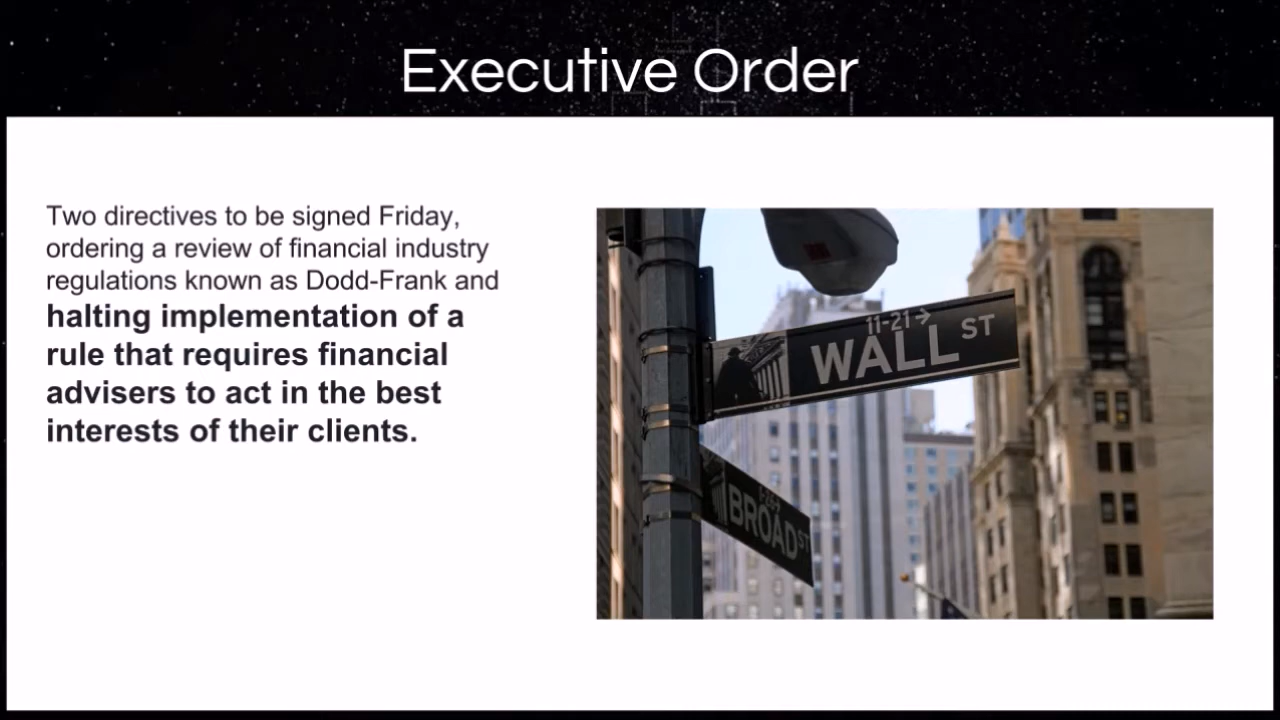 Executive Order
Two directives to be signed Friday,
ordering a review of financial industry
regulations known as Dodd-Frank and
halting implementation of a
rule that requires financial
advisers to act in the best
interests of their clients.
11-21→
WALL ST
BROAD ST